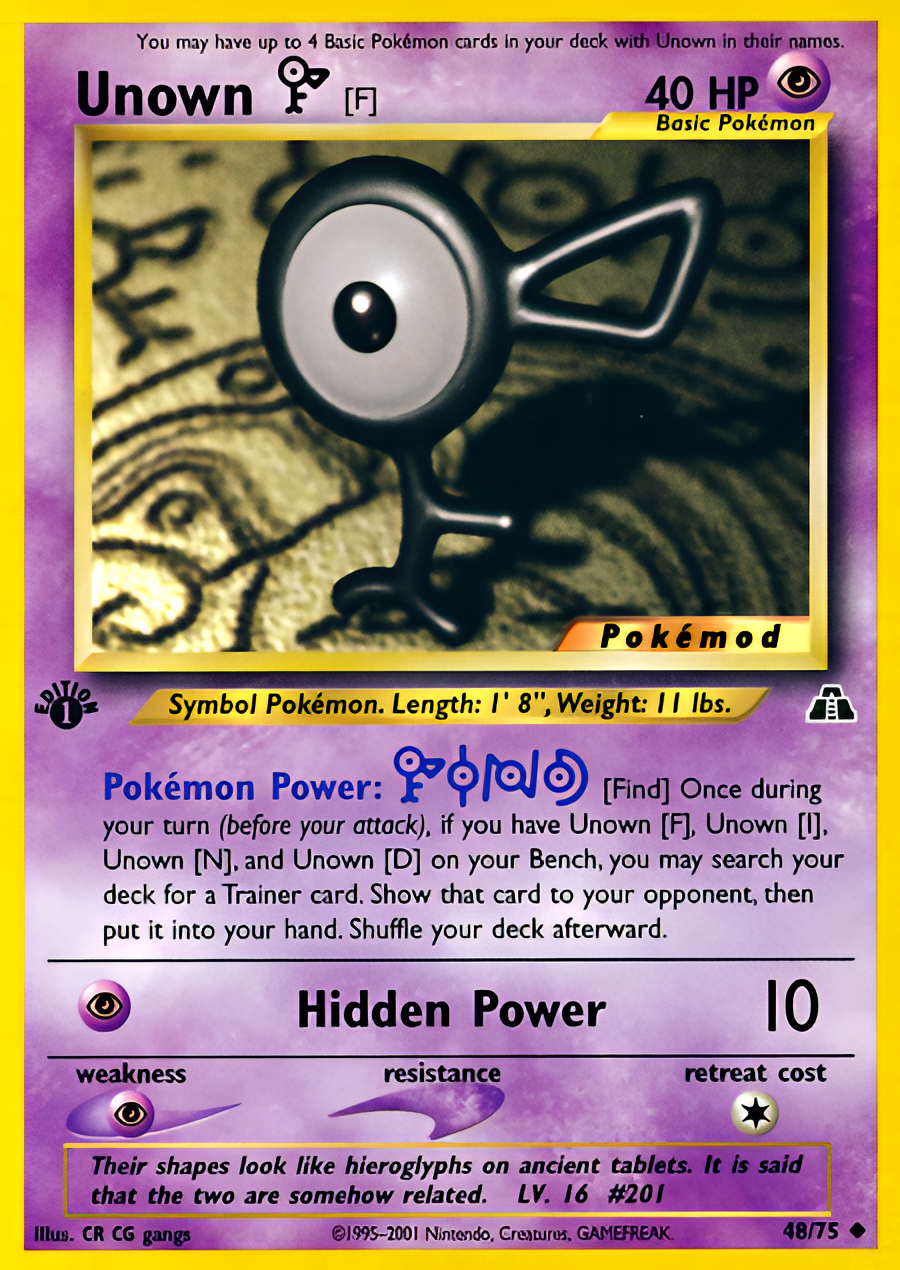 You may have up to 4 Basic Pokémon cards in your deck with Unown in their names.
Unown [F]
40 HP
Basic Pokémon
Pokémod
EDITION
1
Symbol Pokémon. Length: 1' 8", Weight: 11 lbs.
Pokémon Power: FIND [Find] Once during
your turn (before your attack), if you have Unown [F], Unown [I],
Unown [N], and Unown [D] on your Bench, you may search your
deck for a Trainer card. Show that card to your opponent, then
put it into your hand. Shuffle your deck afterward.
Hidden Power 10
weakness resistance retreat cost
Their shapes look like hieroglyphs on ancient tablets. It is said
that the two are somehow related. LV. 16 #201
Illus. CR CG gangs ©1995-2001 Nintendo, Creatures, GAMEFREAK. 48/75